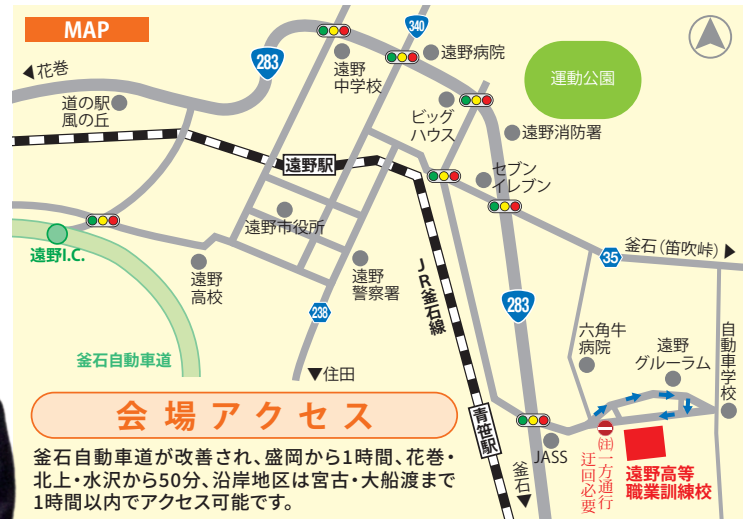 MAP
◀花巻
283
340
遠野
中学校
遠野病院
運動公園
道の駅
風の丘
ビッグ
ハウス
遠野消防署
遠野駅
セブン
イレブン
遠野市役所
遠野I.C.
遠野
高校
遠野
警察署
JR釜石線
釜石（笛吹峠）▶
35
238
283
釜石自動車道
六角牛
病院
遠野
グルーラム
自動車学校
▼住田
会場アクセス
青笹駅
釜石▼
JASS
(注)一方通行
迂回必要
遠野高等
職業訓練校
釜石自動車道が改善され、盛岡から1時間、花巻・
北上・水沢から50分、沿岸地区は宮古・大船渡まで
1時間以内でアクセス可能です。